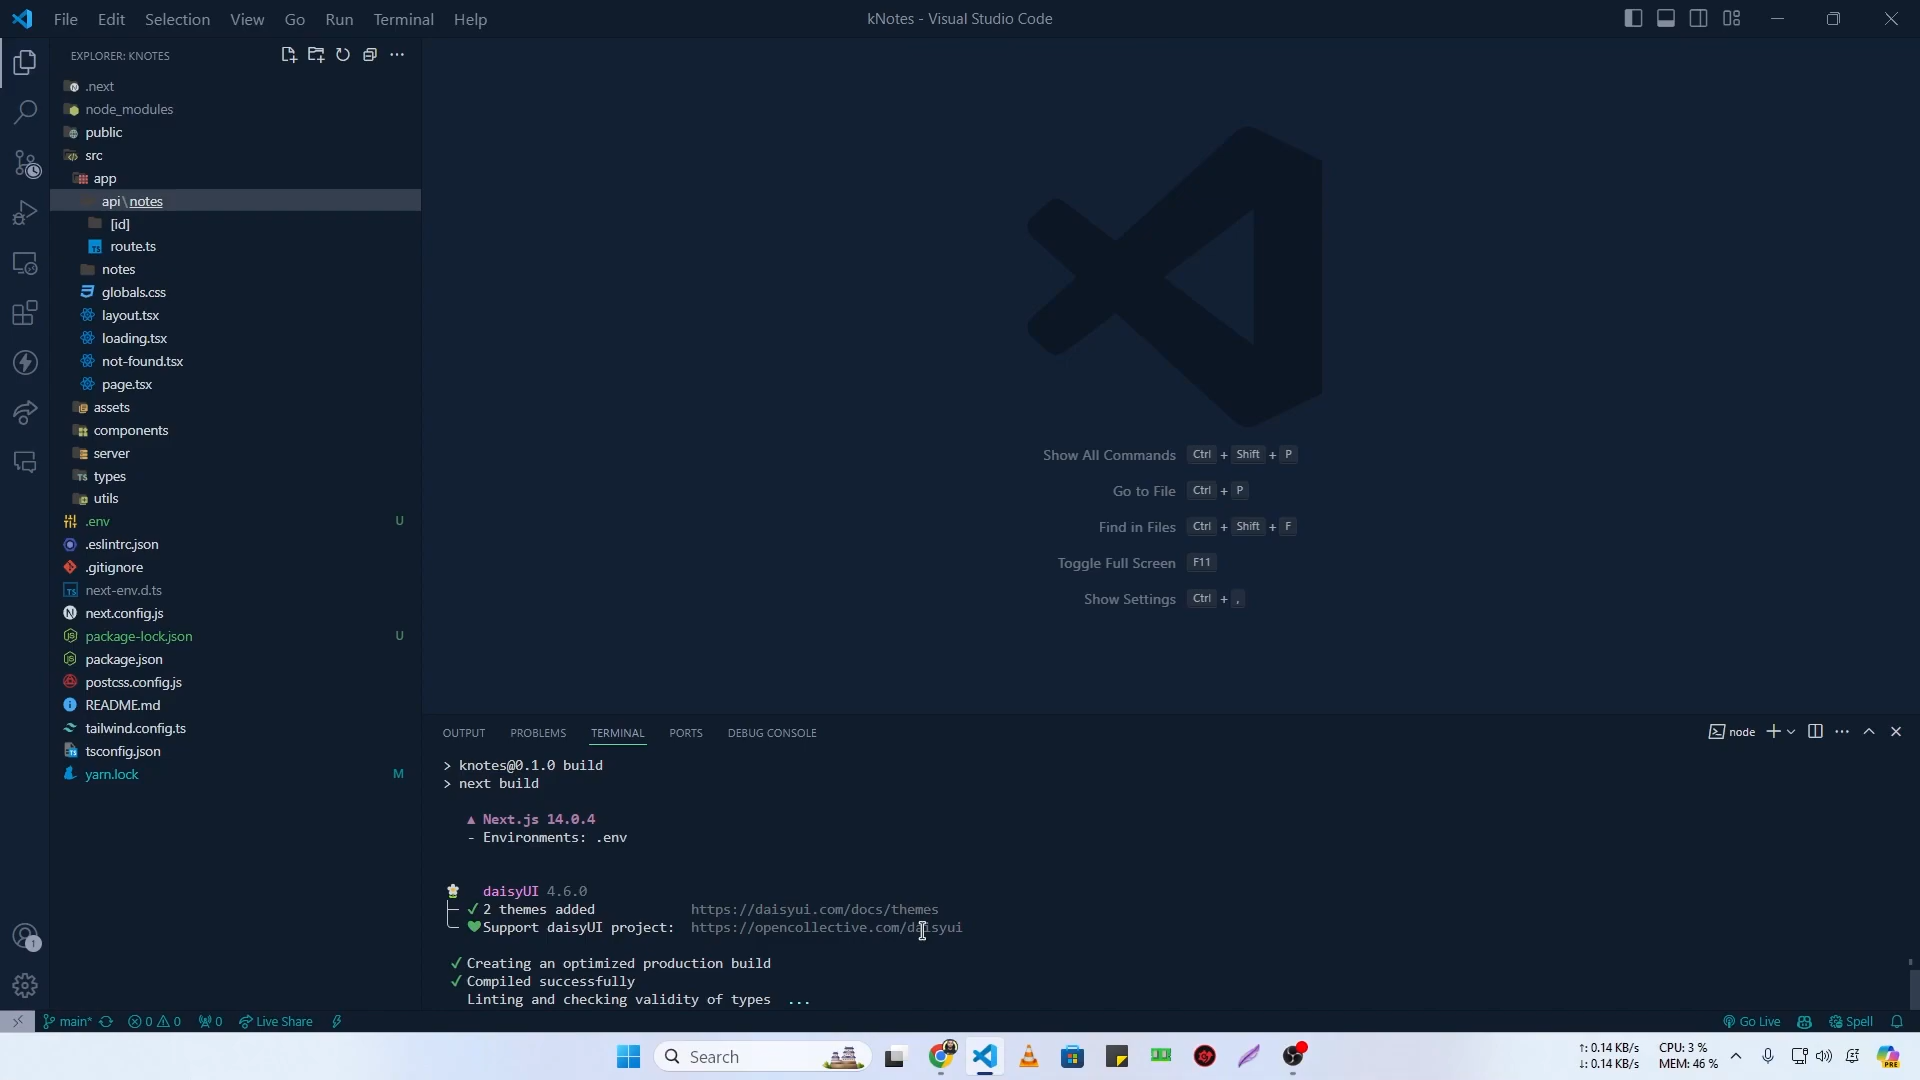 File Edit Selection View Go Run Terminal Help
kNotes - Visual Studio Code
EXPLORER: KNOTES
.next
node_modules
public
src
app
api\notes
[id]
route.ts
notes
globals.css
layout.tsx
loading.tsx
not-found.tsx
page.tsx
assets
components
server
types
utils
.env U
.eslintrc.json
.gitignore
next-env.d.ts
next.config.js
package-lock.json U
package.json
postcss.config.js
README.md
tailwind.config.ts
tsconfig.json
yarn.lock M
Show All Commands Ctrl + Shift + P
Go to File Ctrl + P
Find in Files Ctrl + Shift + F
Toggle Full Screen F11
Show Settings Ctrl + ,
OUTPUT PROBLEMS TERMINAL PORTS DEBUG CONSOLE
node
> knotes@0.1.0 build
> next build
▲ Next.js 14.0.4
- Environments: .env
daisyUI 4.6.0
✓ 2 themes added https://daisyui.com/docs/themes
Support daisyUI project: https://opencollective.com/daisyui
✓ Creating an optimized production build
✓ Compiled successfully
Linting and checking validity of types ...
main* 0 0 0 Live Share
Go Live Spell
Search
↑: 0.14 KB/s CPU: 3 %
↓: 0.14 KB/s MEM: 46 %
PRE